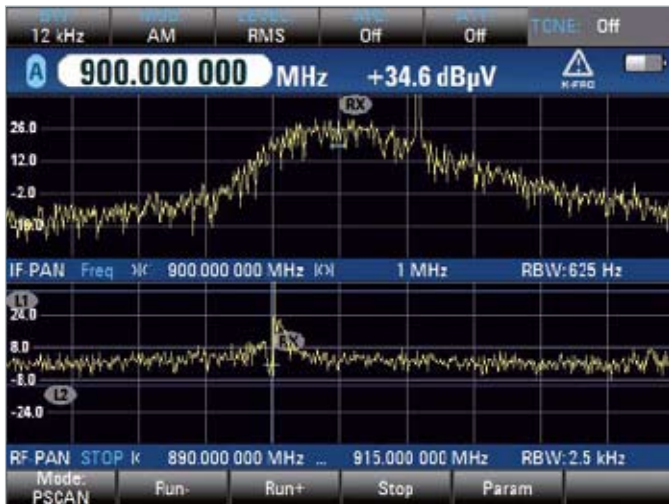 12 kHz AM RMS Off Off TONE: Off
A 900.000 000 MHz +34.6 dBµV
RX
26.0
12.0
-2.0
IF-PAN Freq 900.000 000 MHz 1 MHz RBW: 625 Hz
L1
24.0
8.0
RX
-8.0
L2
-24.0
RF-PAN STOP 890.000 000 MHz ... 915.000 000 MHz RBW: 2.5 kHz
Mode: PSCAN Run- Run+ Stop Param